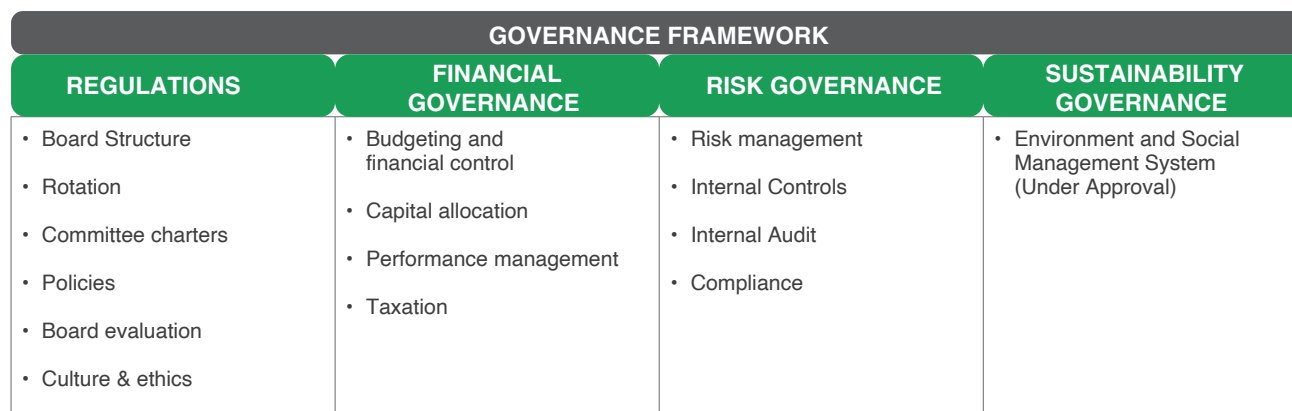 GOVERNANCE FRAMEWORK
REGULATIONS
• Board Structure
• Rotation
• Committee charters
• Policies
• Board evaluation
• Culture & ethics
FINANCIAL
GOVERNANCE
• Budgeting and
financial control
• Capital allocation
• Performance management
• Taxation
RISK GOVERNANCE
• Risk management
• Internal Controls
• Internal Audit
• Compliance
SUSTAINABILITY
GOVERNANCE
• Environment and Social
Management System
(Under Approval)